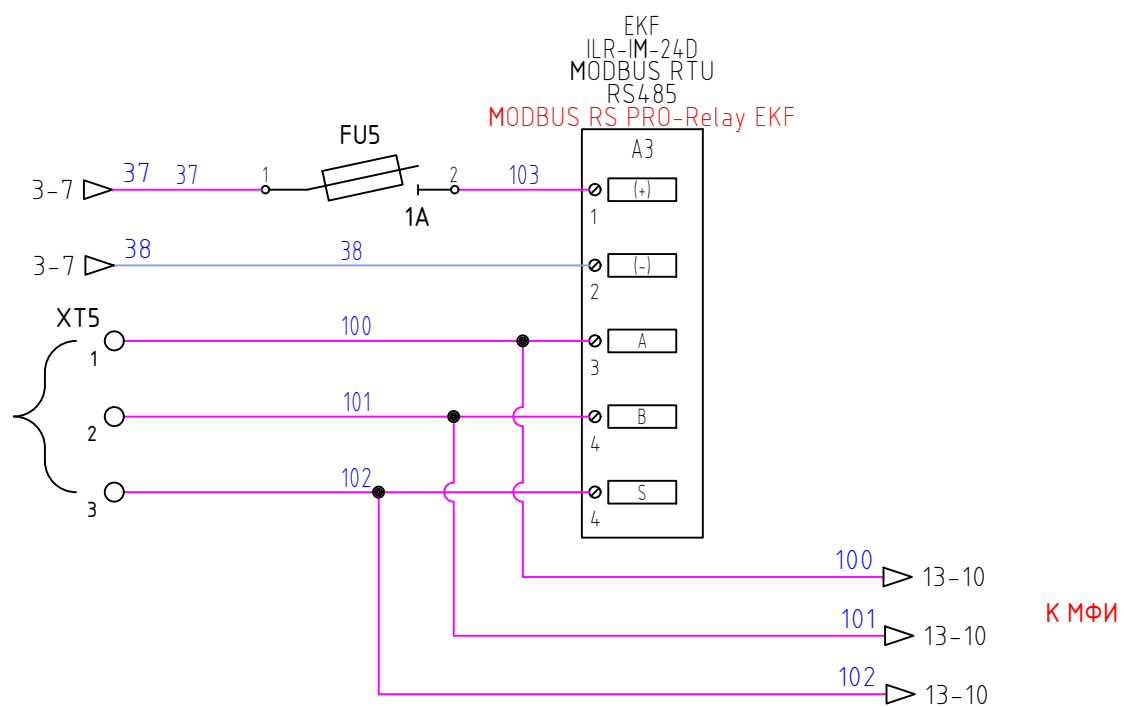 EKF
ILR-IM-24D
MODBUS RTU
RS485
MODBUS RS PRO-Relay EKF
A3
FU5
3-7 37 37 1 2 103 (+)
1A 1
3-7 38 38 (-)
2
XT5
100 A
1 3
101 B
2 4
102 S
3 4
100 13-10
101 13-10
К МФИ
102 13-10